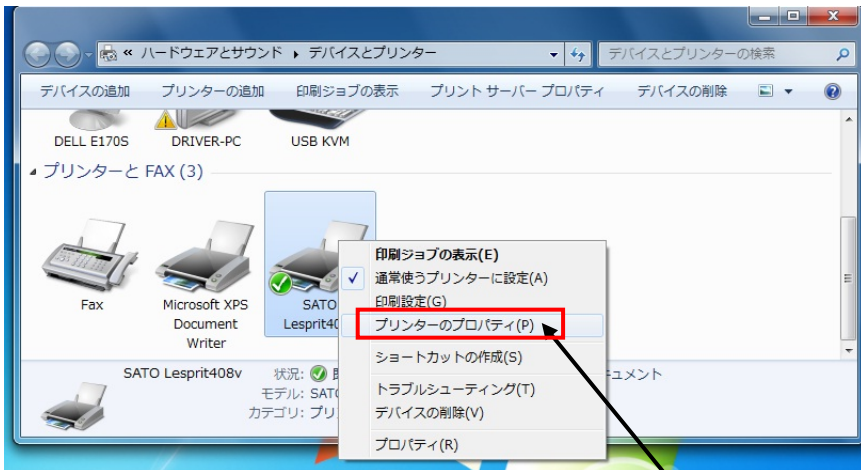 « ハードウェアとサウンド ▸ デバイスとプリンター
デバイスとプリンターの検索
デバイスの追加 プリンターの追加 印刷ジョブの表示 プリント サーバー プロパティ デバイスの削除
DELL E170S
DRIVER-PC
USB KVM
プリンターと FAX (3)
Fax
Microsoft XPS
Document
Writer
SATO
Lesprit40
印刷ジョブの表示(E)
通常使うプリンターに設定(A)
印刷設定(G)
プリンターのプロパティ(P)
ショートカットの作成(S)
トラブルシューティング(T)
デバイスの削除(V)
プロパティ(R)
SATO Lesprit408v
状況:
モデル: SATO
カテゴリ: プリ
キュメント